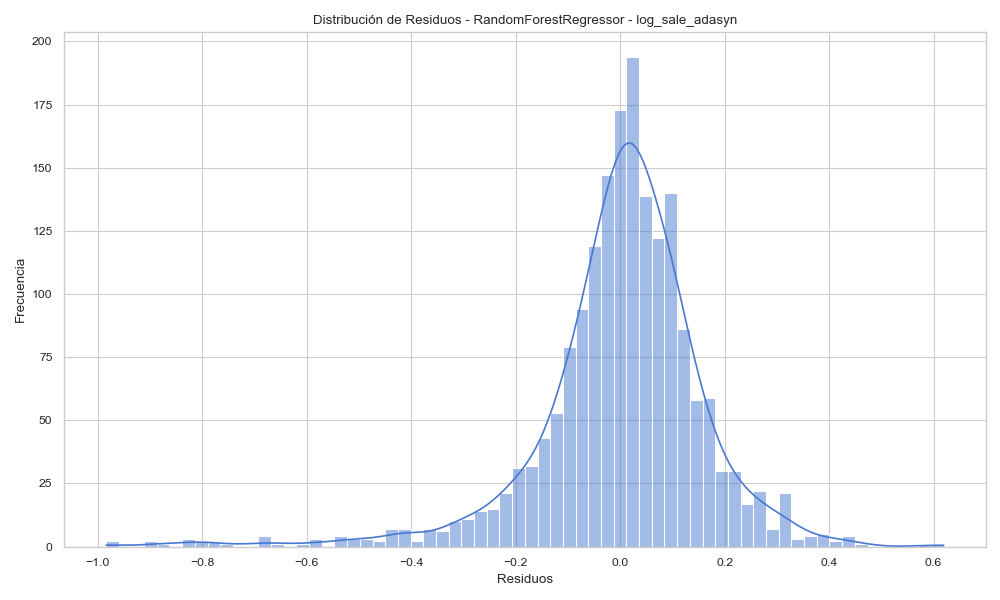 Distribución de Residuos - RandomForestRegressor - log_sale_adasyn
200
175
150
125
100
75
50
25
0
Frecuencia
−1.0 −0.8 −0.6 −0.4 −0.2 0.0 0.2 0.4 0.6
Residuos